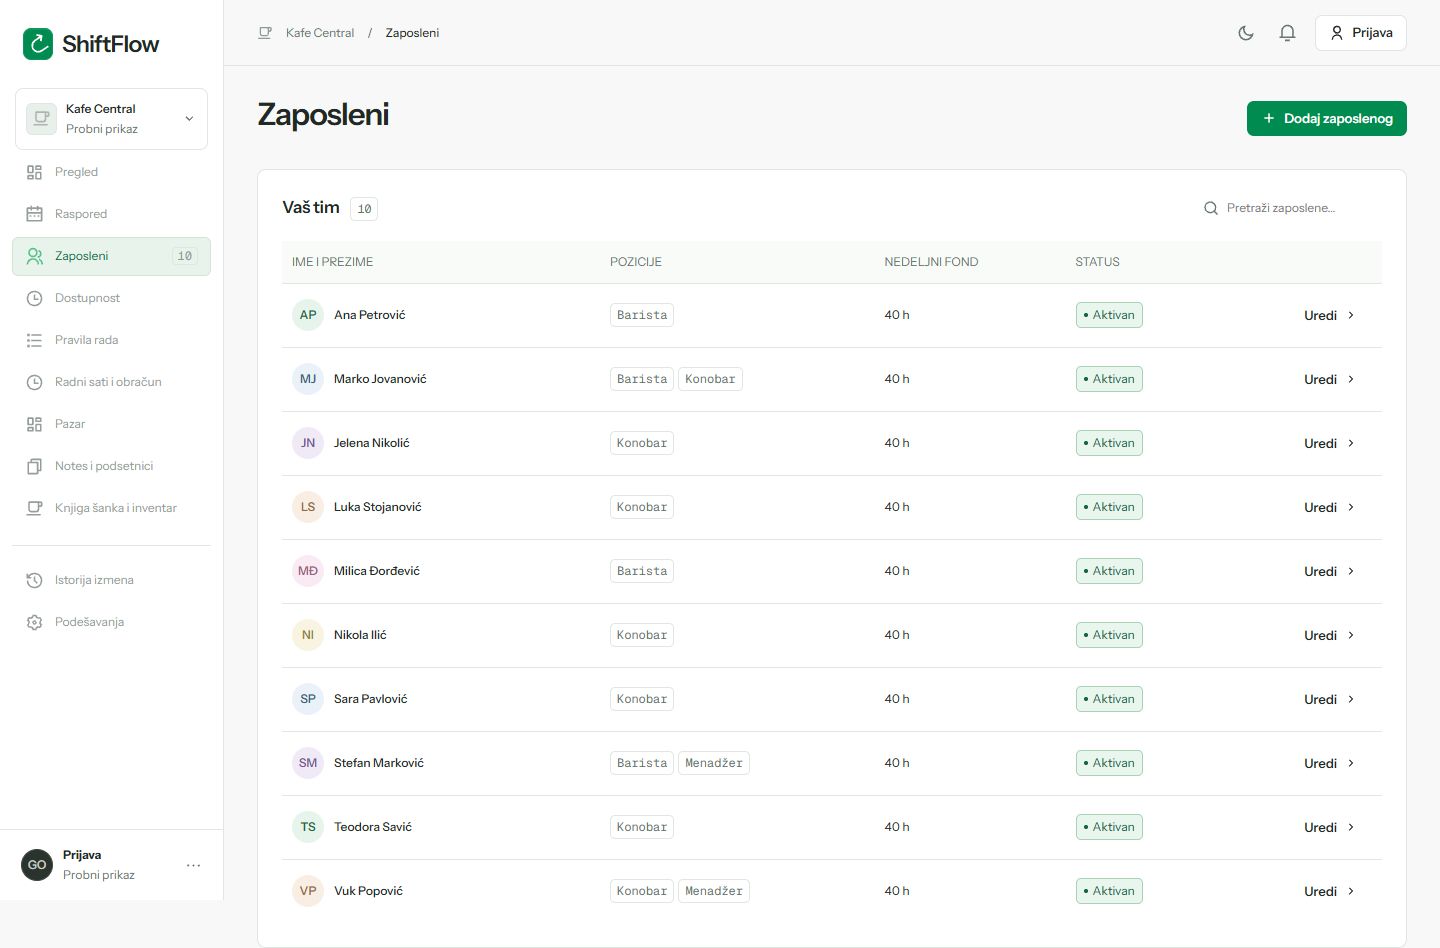 ShiftFlow
Kafe Central
Probni prikaz
Pregled
Raspored
Zaposleni 10
Dostupnost
Pravila rada
Radni sati i obračun
Pazar
Notes i podsetnici
Knjiga šanka i inventar
Istorija izmena
Podešavanja
GO Prijava
Probni prikaz
Kafe Central / Zaposleni
Prijava
Zaposleni
+ Dodaj zaposlenog
Vaš tim 10
Pretraži zaposlene...
IME I PREZIME POZICIJE NEDELJNI FOND STATUS
AP Ana Petrović Barista 40 h Aktivan Uredi
MJ Marko Jovanović Barista Konobar 40 h Aktivan Uredi
JN Jelena Nikolić Konobar 40 h Aktivan Uredi
LS Luka Stojanović Konobar 40 h Aktivan Uredi
MĐ Milica Đorđević Barista 40 h Aktivan Uredi
NI Nikola Ilić Konobar 40 h Aktivan Uredi
SP Sara Pavlović Konobar 40 h Aktivan Uredi
SM Stefan Marković Barista Menadžer 40 h Aktivan Uredi
TS Teodora Savić Konobar 40 h Aktivan Uredi
VP Vuk Popović Konobar Menadžer 40 h Aktivan Uredi